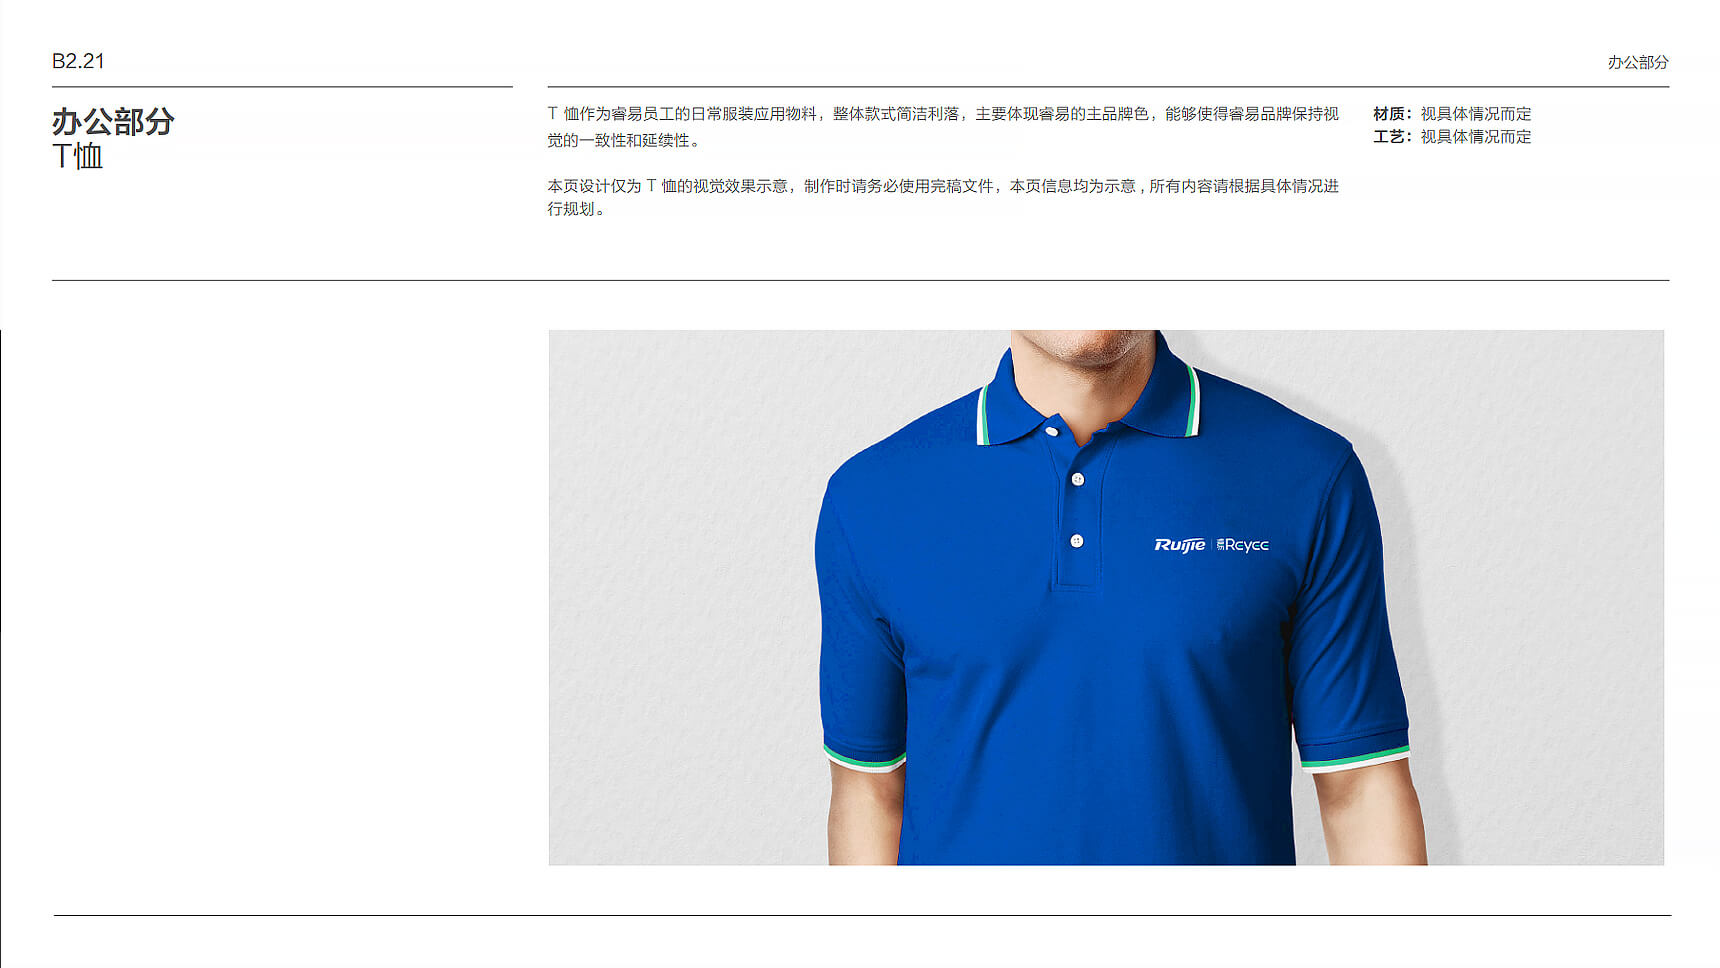 B2.21
办公部分
办公部分
T恤
T 恤作为睿易员工的日常服装应用物料，整体款式简洁利落，主要体现睿易的主品牌色，能够使得睿易品牌保持视
觉的一致性和延续性。
本页设计仅为 T 恤的视觉效果示意，制作时请务必使用完稿文件，本页信息均为示意 , 所有内容请根据具体情况进
行规划。
材质：视具体情况而定
工艺：视具体情况而定
Ruijie | 睿易Reyee